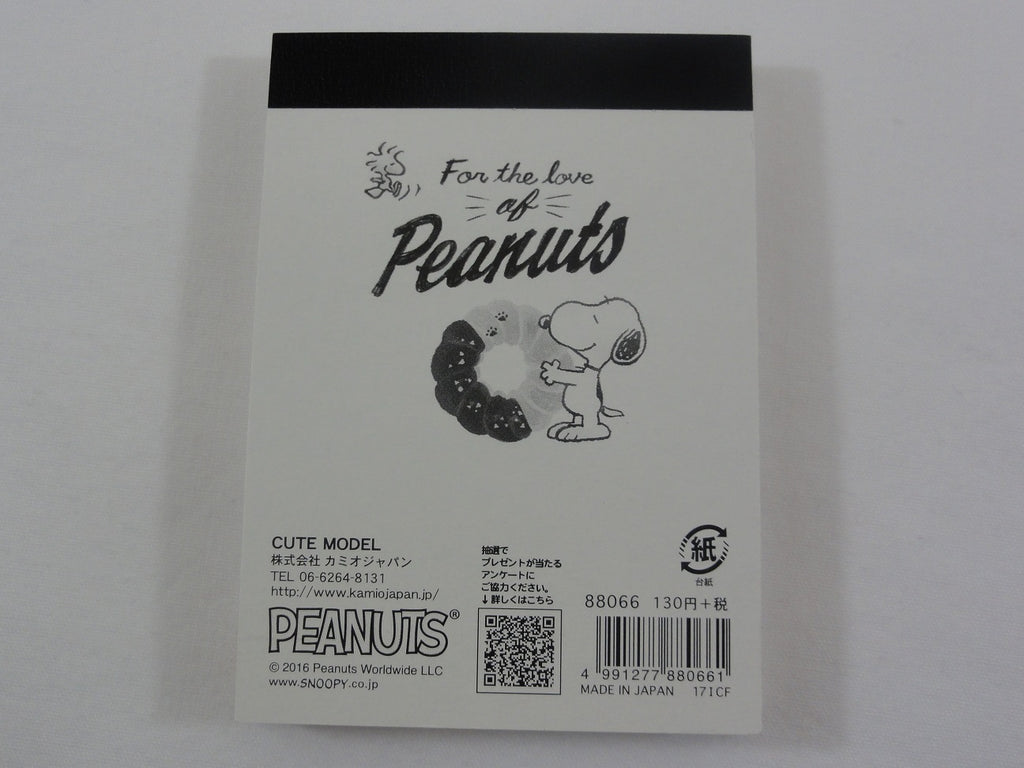 For the love
of
Peanuts
CUTE MODEL
株式会社 カミオジャパン
TEL 06-6264-8131
http://www.kamiojapan.jp/
PEANUTS®
© 2016 Peanuts Worldwide LLC
www.SNOOPY.co.jp
抽選で
プレゼントが当たる
アンケートに
ご協力ください。
↓詳しくはこちら
紙
台紙
88066 130円+税
4 991277 880661
MADE IN JAPAN 17ICF